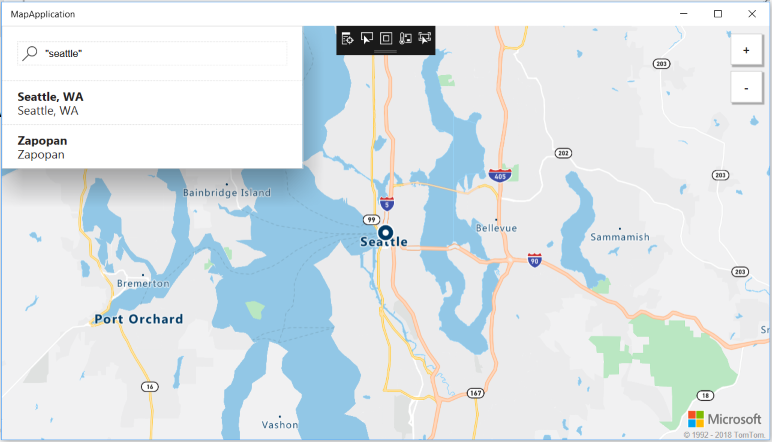 MapApplication
"seattle"
Seattle, WA
Seattle, WA
Zapopan
Zapopan
+
-
203
202
203
405
5
99
Bainbridge Island
Seattle
Bellevue
Sammamish
90
203
Bremerton
Port Orchard
16
167
18
Vashon
Microsoft
© 1992 - 2018 TomTom